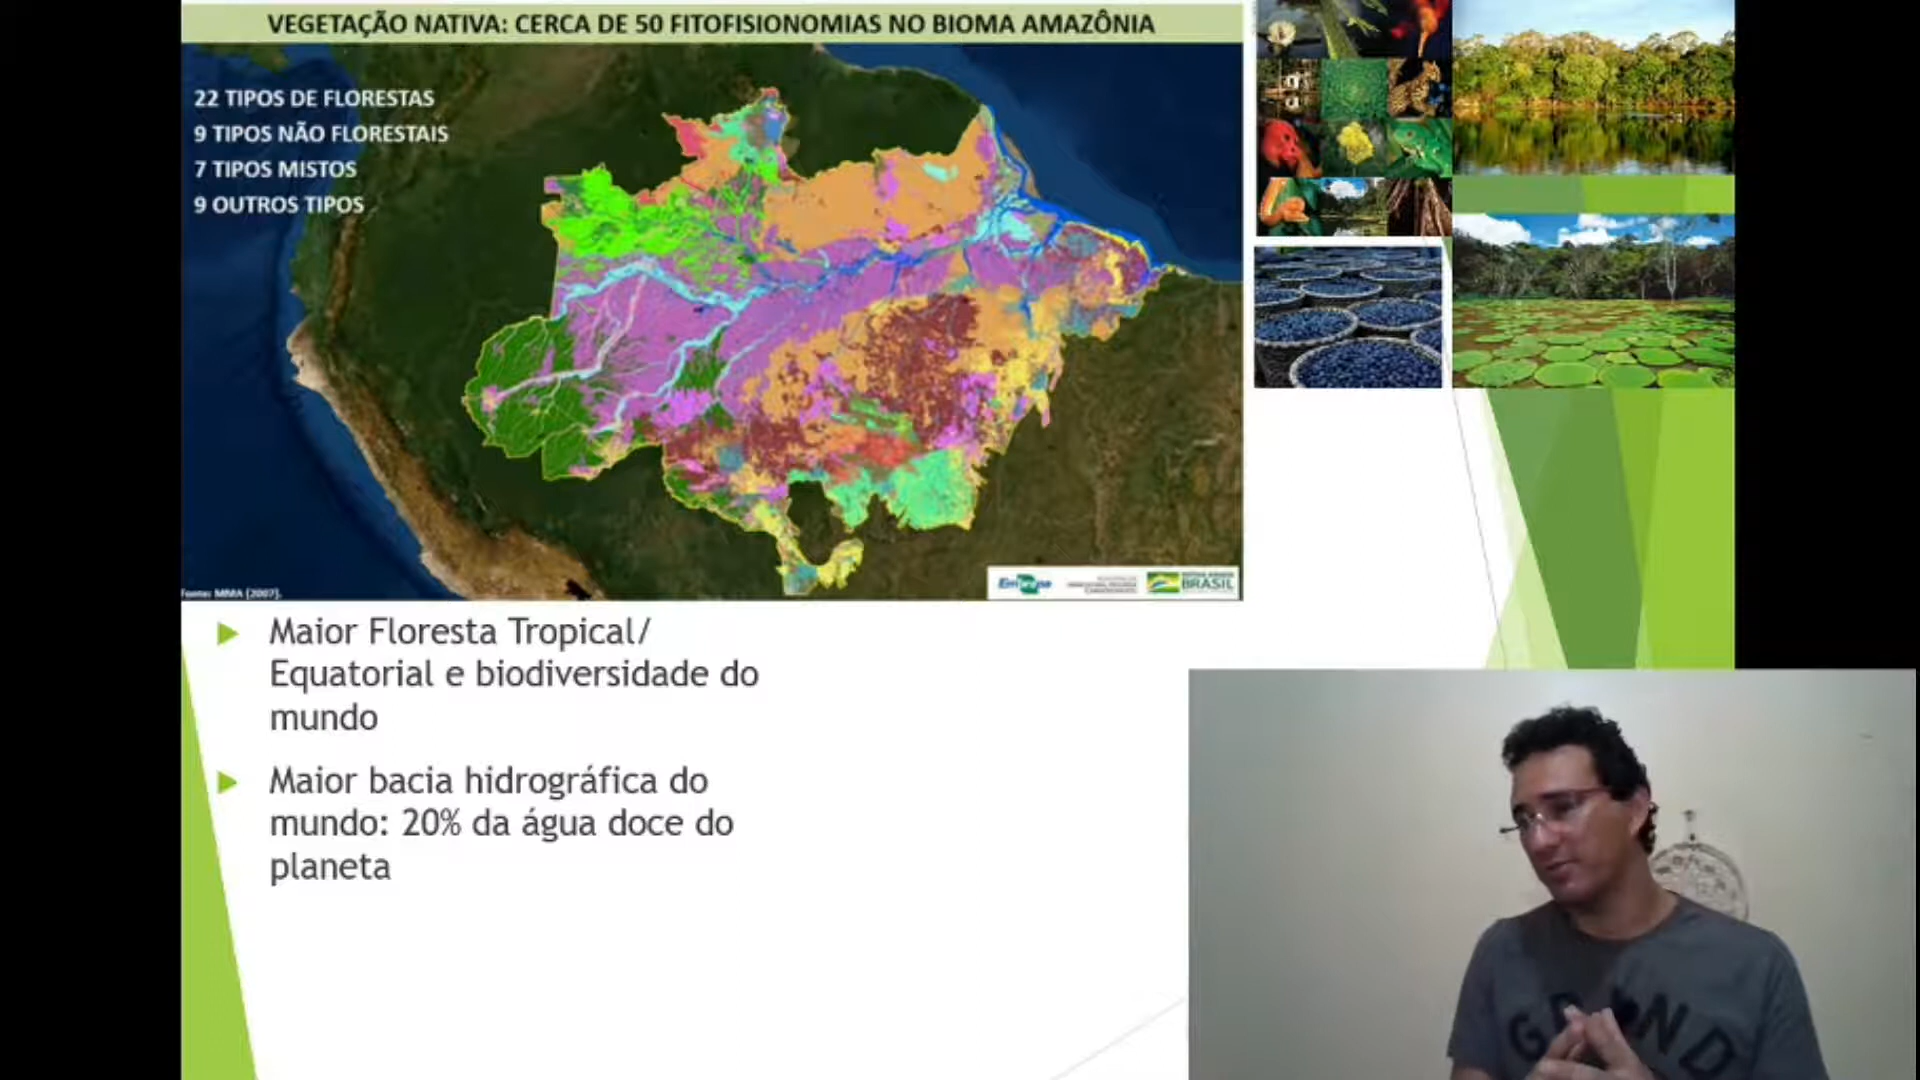 VEGETAÇÃO NATIVA: CERCA DE 50 FITOFISIONOMIAS NO BIOMA AMAZÔNIA
22 TIPOS DE FLORESTAS
9 TIPOS NÃO FLORESTAIS
7 TIPOS MISTOS
9 OUTROS TIPOS
Fonte: MMA (2007).
Embrapa
BRASIL
Maior Floresta Tropical/
Equatorial e biodiversidade do
mundo
Maior bacia hidrográfica do
mundo: 20% da água doce do
planeta